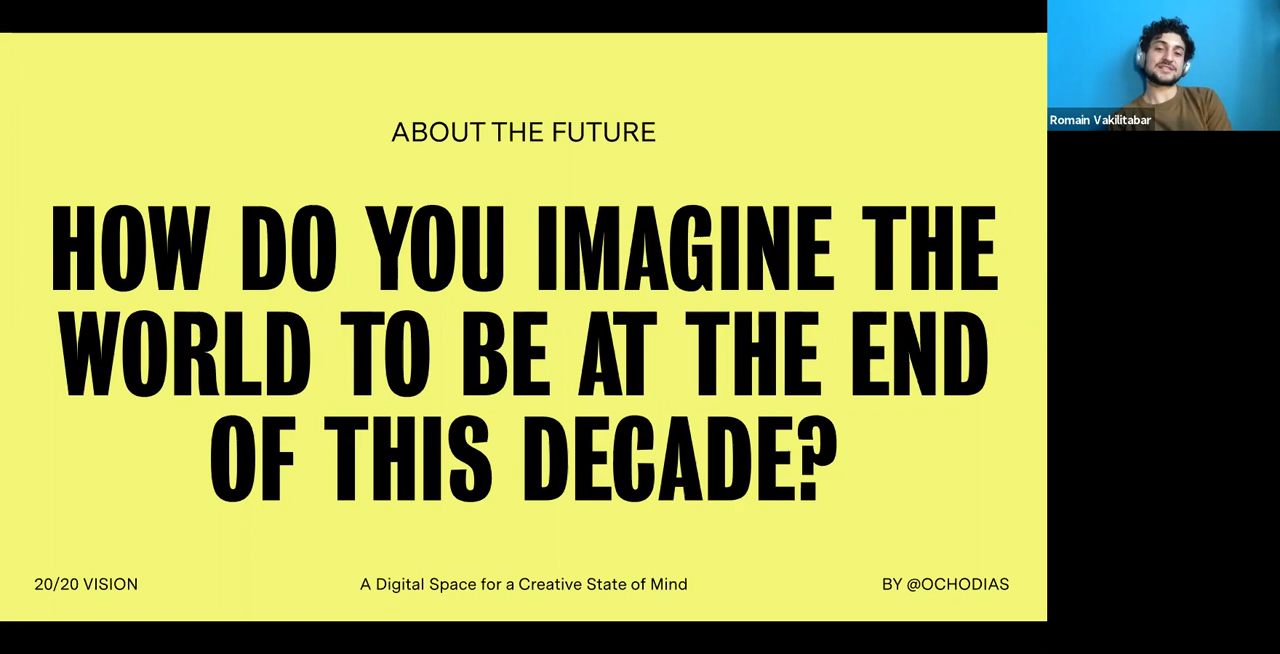 ABOUT THE FUTURE
HOW DO YOU IMAGINE THE
WORLD TO BE AT THE END
OF THIS DECADE?
20/20 VISION
A Digital Space for a Creative State of Mind
BY @OCHODIAS
Romain Vakilitabar